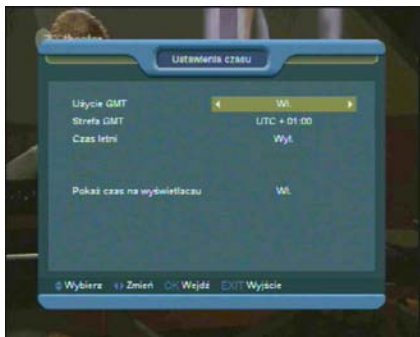 Ustawienia czasu
Użycie GMT Wł.
Strefa GMT UTC + 01:00
Czas letni Wył.
Pokaż czas na wyświetlaczu Wł.
Wybierz Zmień OK Wejdź EXIT Wyjście